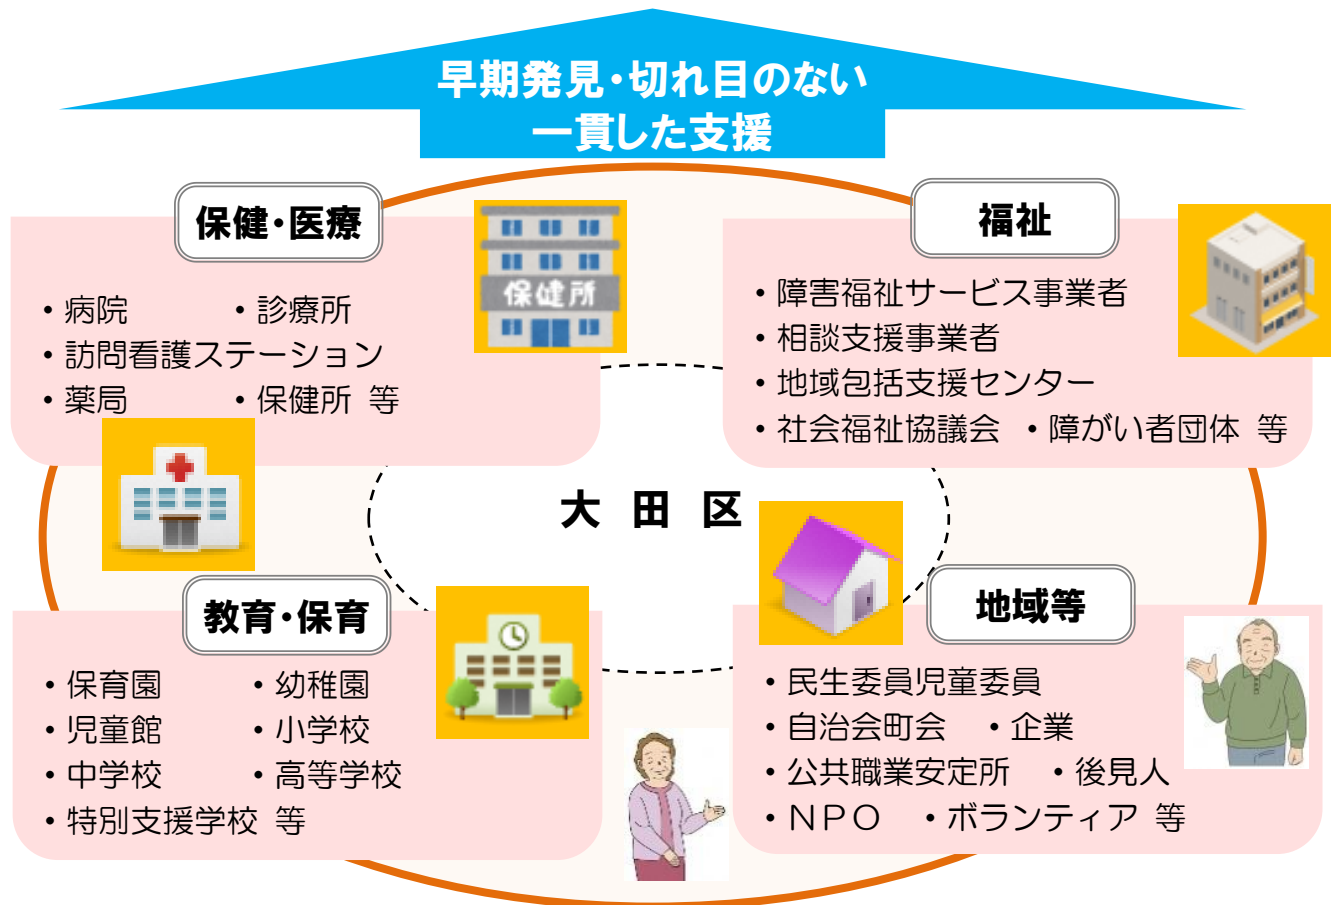 早期発見・切れ目のない
一貫した支援
保健・医療
・病院 ・診療所
・訪問看護ステーション
・薬局 ・保健所 等
保健所
福祉
・障害福祉サービス事業者
・相談支援事業者
・地域包括支援センター
・社会福祉協議会 ・障がい者団体 等
大 田 区
教育・保育
・保育園 ・幼稚園
・児童館 ・小学校
・中学校 ・高等学校
・特別支援学校 等
地域等
・民生委員児童委員
・自治会町会 ・企業
・公共職業安定所 ・後見人
・ＮＰＯ ・ボランティア 等